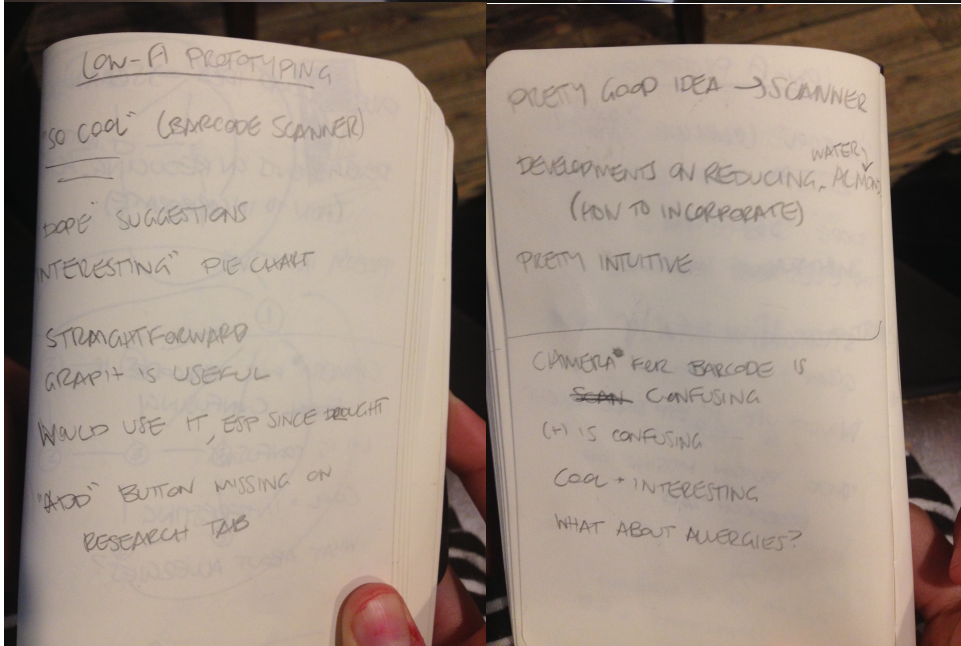 LOW-FI PROTOTYPING
"SO COOL" (BARCODE SCANNER)
DOPE" SUGGESTIONS
INTERESTING" PIE CHART
STRAIGHTFORWARD
GRAPH IS USEFUL
WOULD USE IT, ESP SINCE DROUGHT
"ADD" BUTTON MISSING ON
RESEARCH TAB
PRETTY GOOD IDEA → SCANNER
WATER
DEVELOPMENTS ON REDUCING ALMOND
(HOW TO INCORPORATE)
PRETTY INTUITIVE
CAMERA FOR BARCODE IS
SCAN CONFUSING
(+) IS CONFUSING
COOL + INTERESTING
WHAT ABOUT ALLERGIES?